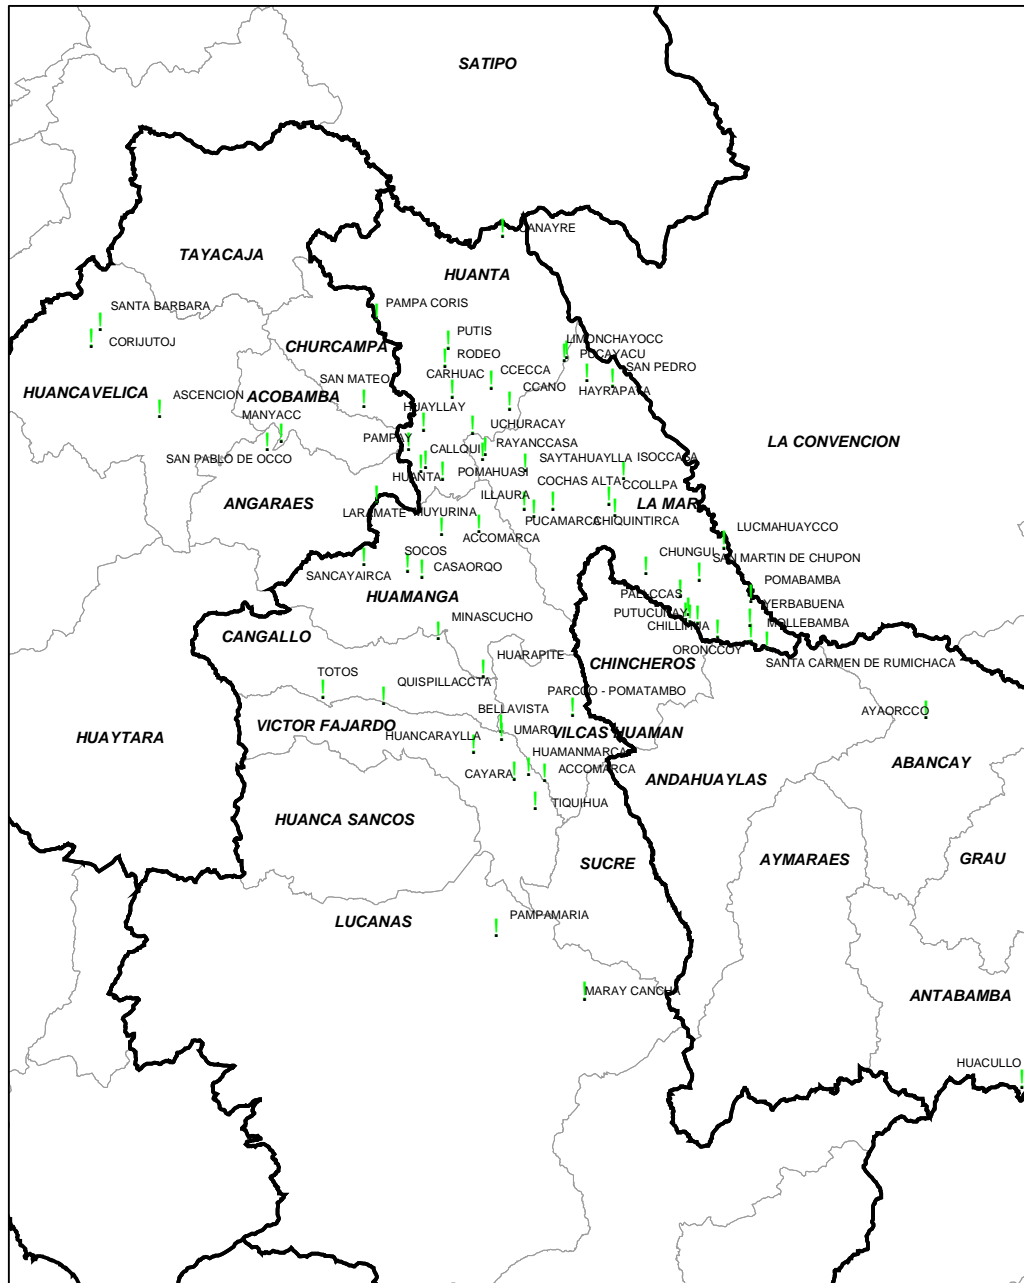 SATIPO
CANAYRE
TAYACAJA
HUANTA
SANTA BARBARA
PAMPA CORIS
CORIJUTOJ
PUTIS
LIMONCHAYOCC
CHURCAMPA
RODEO
PUCAYACU
CARHUAC
CCECCA
SAN PEDRO
SAN MATEO
CCANO
HAYRAPATA
HUANCAVELICA
ASCENCION
ACOBAMBA
MANYACC
HUAYLLAY
UCHURACAY
PAMPAY
LA CONVENCION
CALLQUI
RAYANCCASA
SAN PABLO DE OCCO
SAYTAHUAYLLA
ISOCCASA
HUANTA
POMAHUASI
COCHAS ALTA
CCOLLPA
ANGARAES
ILLAURA
LA MAR
LARAMATE
HUYURINA
PUCAMARCA
CHIQUINTIRCA
LUCMAHUAYCCO
ACCOMARCA
SOCOS
CHUNGUI
SAN MARTIN DE CHUPON
SANCAYAIRCA
CASAORQO
POMABAMBA
HUAMANGA
PALLCCAS
YERBABUENA
PUTUCUNAY
MINASCUCHO
CHILLIHUA
MOLLEBAMBA
CANGALLO
HUARAPITE
ORONCCOY
CHINCHEROS
SANTA CARMEN DE RUMICHACA
TOTOS
QUISPILLACCTA
PARCCO - POMATAMBO
BELLAVISTA
AYAORCCO
VICTOR FAJARDO
UMARO
VILCAS HUAMAN
HUAYTARA
HUANCARAYLLA
HUAMANMARCA
ABANCAY
CAYARA
ACCOMARCA
ANDAHUAYLAS
TIQUIHUA
HUANCA SANCOS
SUCRE
AYMARAES
GRAU
PAMPAMARIA
LUCANAS
MARAY CANCHA
ANTABAMBA
HUACULLO